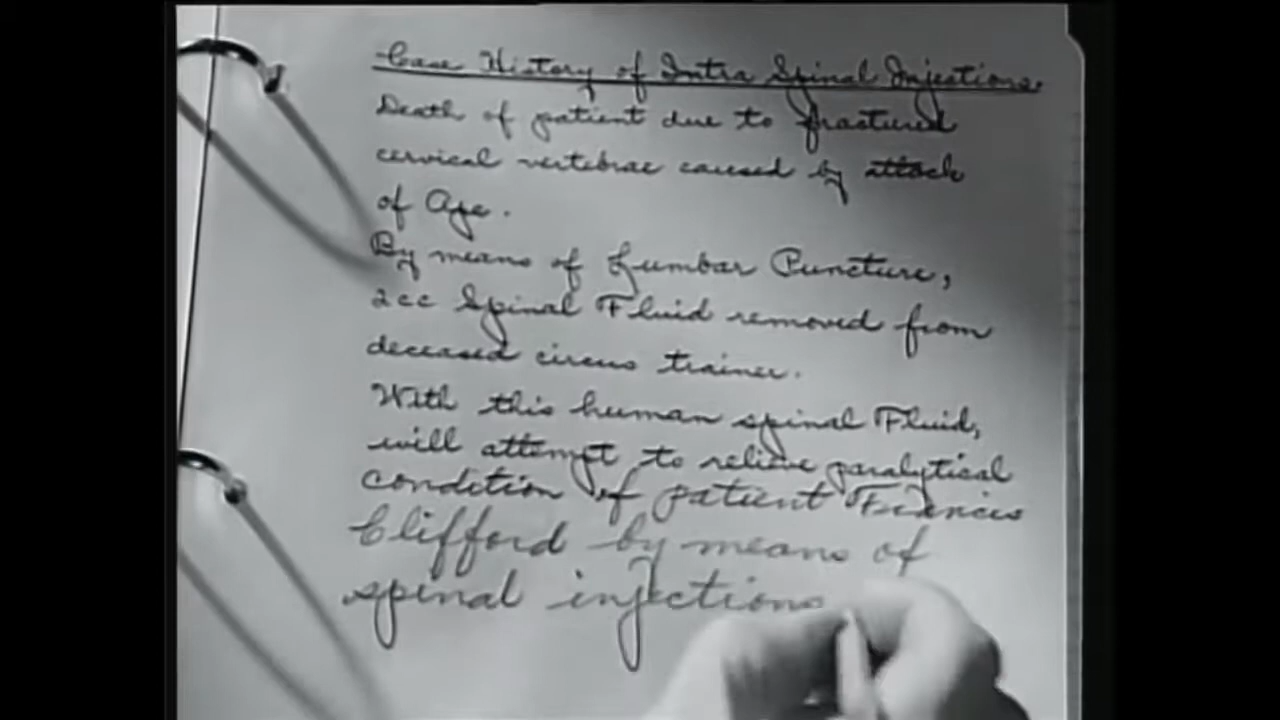 Case History of Intra Spinal Injections.
Death of patient due to fractured
cervical vertebrae caused by attack
of Ape.
By means of Lumbar Puncture,
2cc Spinal Fluid removed from
deceased circus trainer.
With this human spinal Fluid,
will attempt to relieve paralytical
condition of patient Francis
Clifford by means of
spinal injections